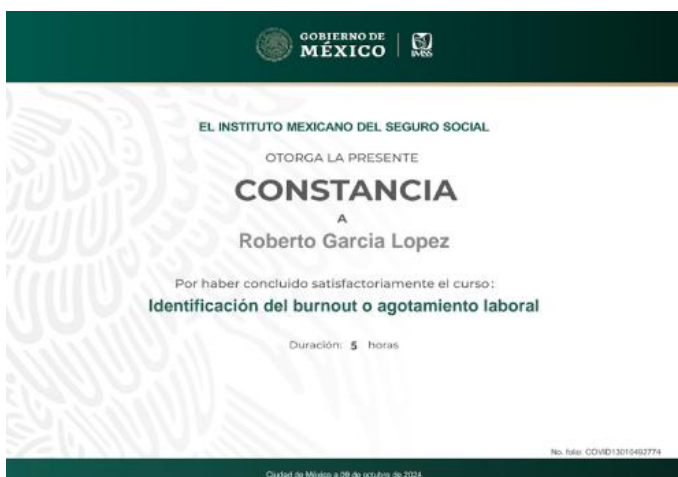 GOBIERNO DE
MÉXICO
IMSS
EL INSTITUTO MEXICANO DEL SEGURO SOCIAL
OTORGA LA PRESENTE
CONSTANCIA
A
Roberto Garcia Lopez
Por haber concluido satisfactoriamente el curso:
Identificación del burnout o agotamiento laboral
Duración: 5 horas
No. folio: COVID13010492774
Ciudad de México a 09 de octubre de 2024